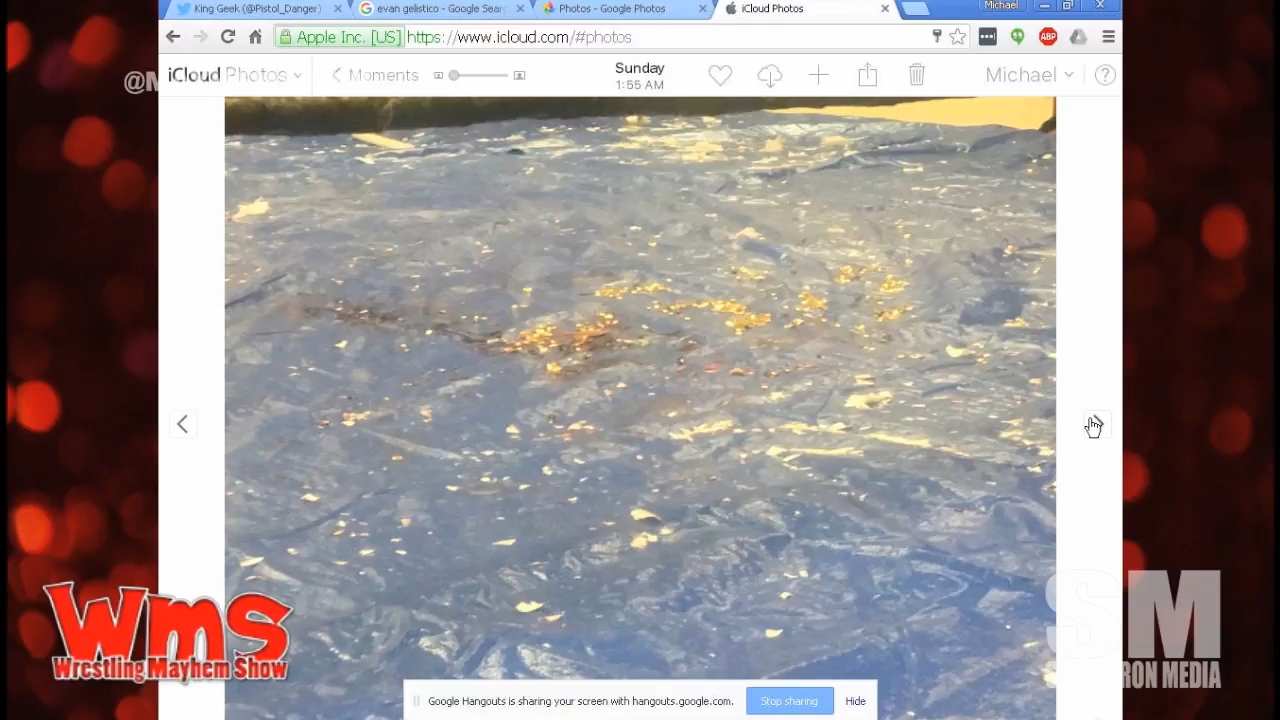 King Geek (@Pistol_Danger)
evan gelistico - Google Sear
Photos - Google Photos
iCloud Photos
Michael
Apple Inc. [US] https://www.icloud.com/#photos
ABP
@M
iCloud Photos
Moments
Sunday
1:55 AM
Michael
?
WMS
Wrestling Mayhem Show
SM
RON MEDIA
Google Hangouts is sharing your screen with hangouts.google.com.
Stop sharing
Hide